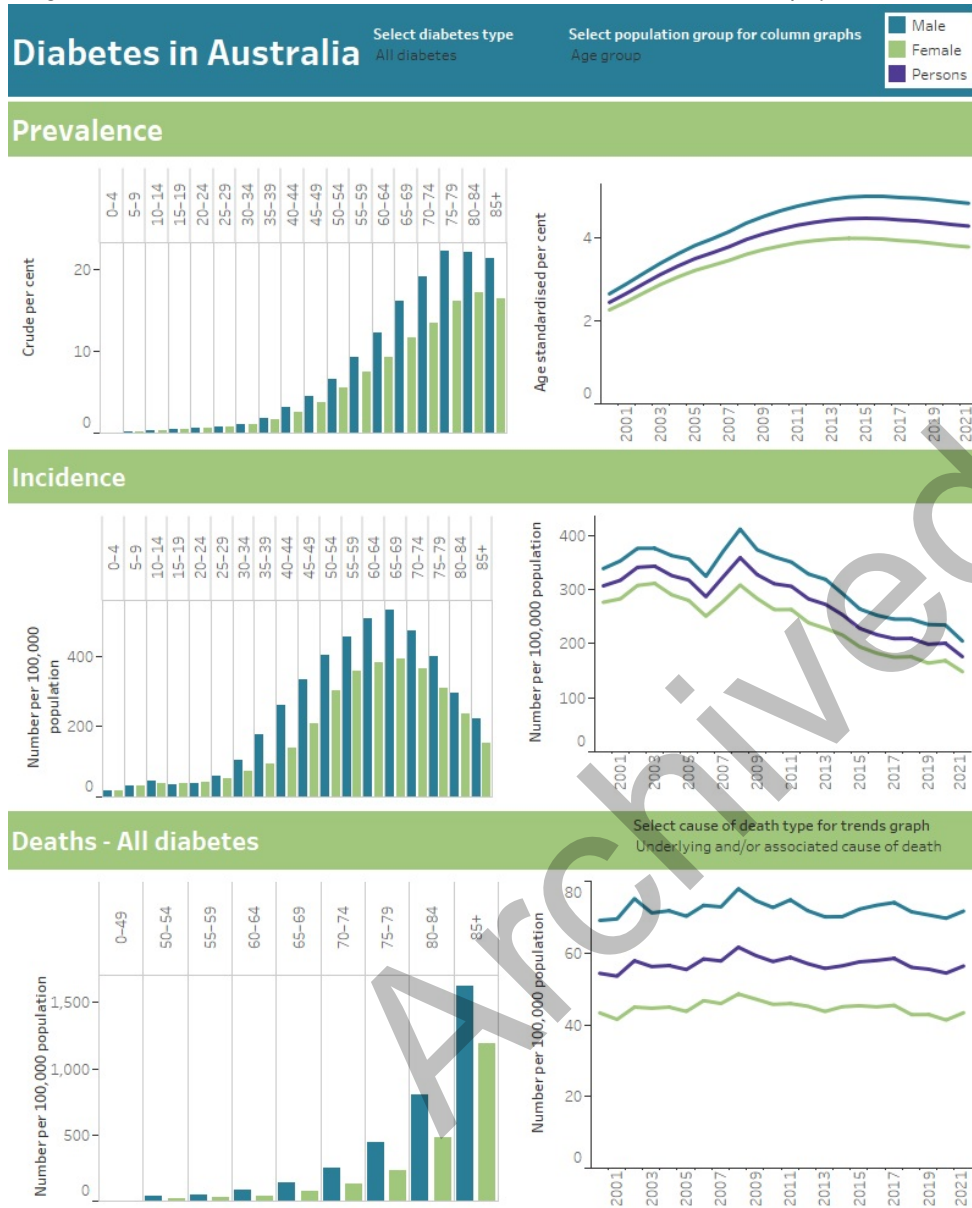 Diabetes in Australia
Select diabetes type
All diabetes
Select population group for column graphs
Age group
Male
Female
Persons
Prevalence
0–4 5–9 10–14 15–19 20–24 25–29 30–34 35–39 40–44 45–49 50–54 55–59 60–64 65–69 70–74 75–79 80–84 85+
Crude per cent
20
10
0
Age standardised per cent
4
2
0
2001 2003 2005 2007 2009 2011 2013 2015 2017 2019 2021
Incidence
0–4 5–9 10–14 15–19 20–24 25–29 30–34 35–39 40–44 45–49 50–54 55–59 60–64 65–69 70–74 75–79 80–84 85+
Number per 100,000
population
400
200
0
Number per 100,000 population
400
300
200
100
0
2001 2003 2005 2007 2009 2011 2013 2015 2017 2019 2021
Deaths - All diabetes
Select cause of death type for trends graph
Underlying and/or associated cause of death
0–49 50–54 55–59 60–64 65–69 70–74 75–79 80–84 85+
Number per 100,000 population
1,500
1,000
500
0
Number per 100,000 population
80
60
40
20
0
2001 2003 2005 2007 2009 2011 2013 2015 2017 2019 2021
Archived